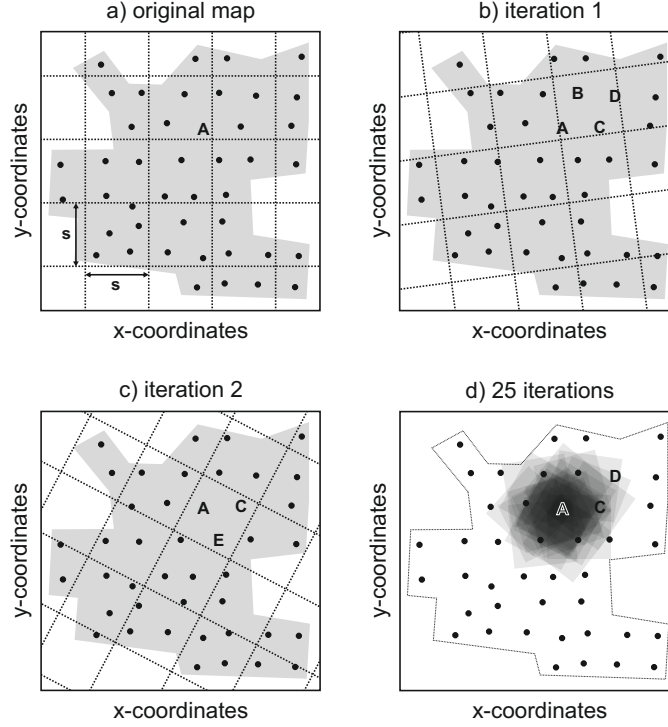 a) original map
y-coordinates
A
s
s
x-coordinates
b) iteration 1
y-coordinates
B
D
A
C
x-coordinates
c) iteration 2
y-coordinates
A
C
E
x-coordinates
d) 25 iterations
y-coordinates
D
A
C
x-coordinates